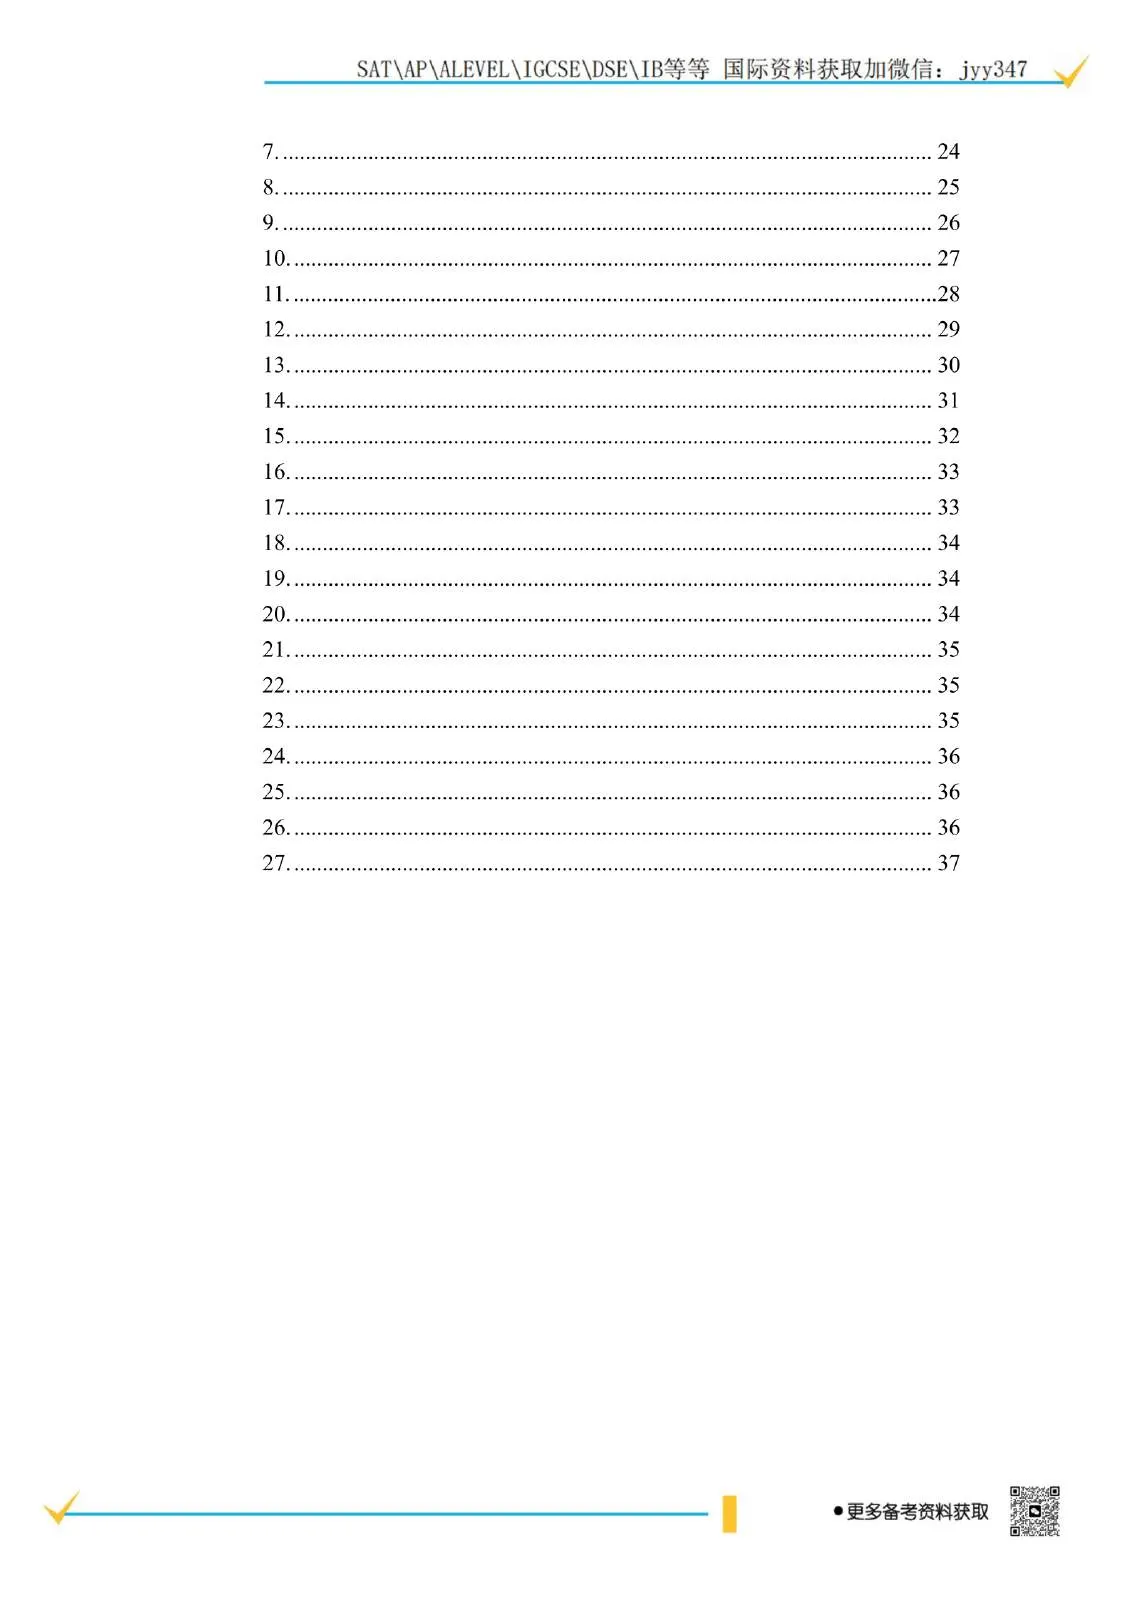 SAT\AP\ALEVEL\IGCSE\DSE\IB等等 国际资料获取加微信：jyy347
7. ........ 24
8. ........ 25
9. ........ 26
10. ........ 27
11. ........ 28
12. ........ 29
13. ........ 30
14. ........ 31
15. ........ 32
16. ........ 33
17. ........ 33
18. ........ 34
19. ........ 34
20. ........ 34
21. ........ 35
22. ........ 35
23. ........ 35
24. ........ 36
25. ........ 36
26. ........ 36
27. ........ 37
●更多备考资料获取